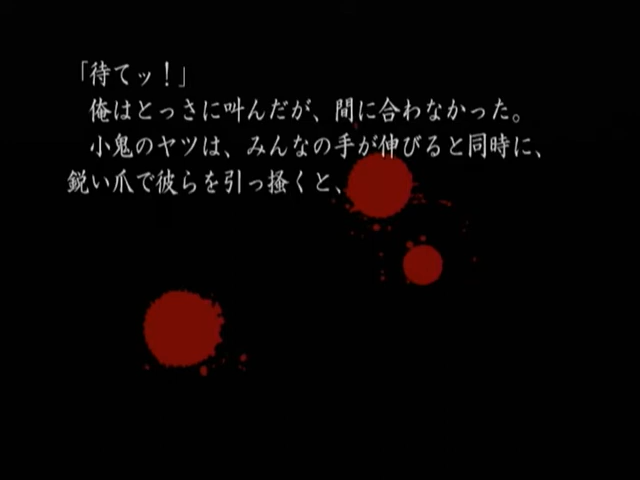 「待てッ！」
俺はとっさに叫んだが、間に合わなかった。
小鬼のヤツは、みんなの手が伸びると同時に、
鋭い爪で彼らを引っ掻くと、